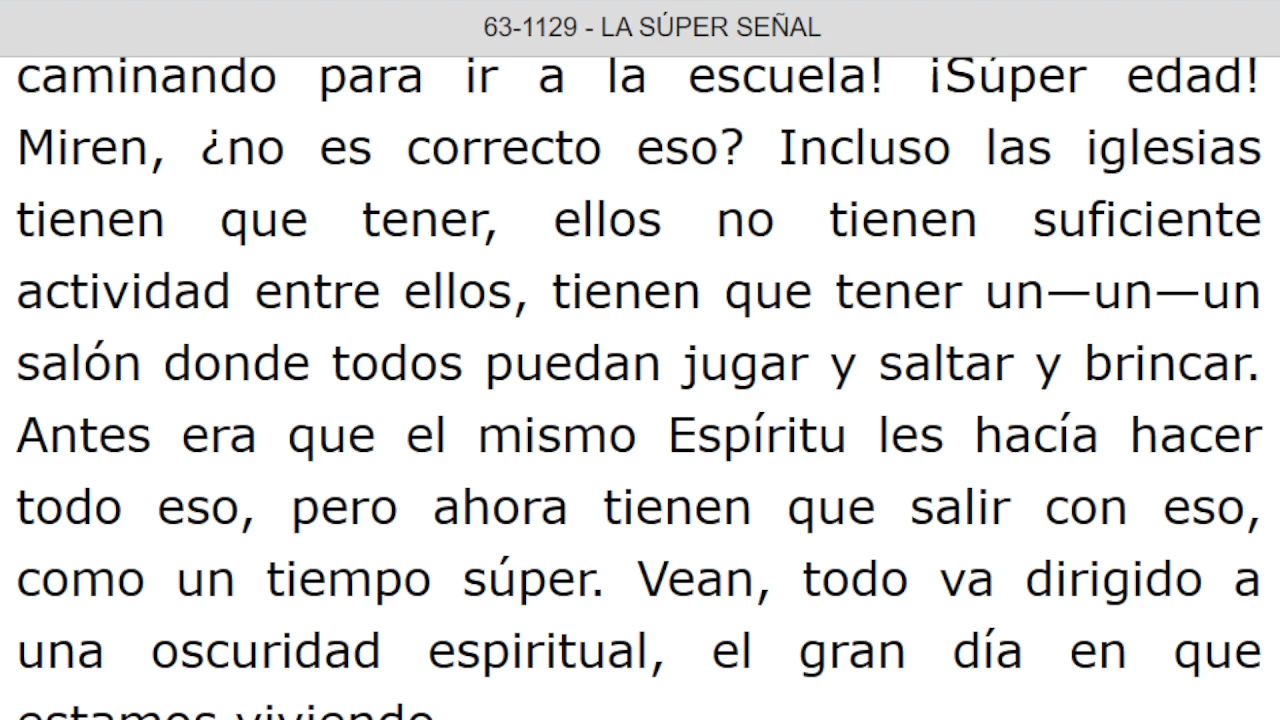 63-1129 - LA SÚPER SEÑAL
caminando para ir a la escuela! ¡Súper edad!
Miren, ¿no es correcto eso? Incluso las iglesias
tienen que tener, ellos no tienen suficiente
actividad entre ellos, tienen que tener un—un—un
salón donde todos puedan jugar y saltar y brincar.
Antes era que el mismo Espíritu les hacía hacer
todo eso, pero ahora tienen que salir con eso,
como un tiempo súper. Vean, todo va dirigido a
una oscuridad espiritual, el gran día en que
estamos viviendo.